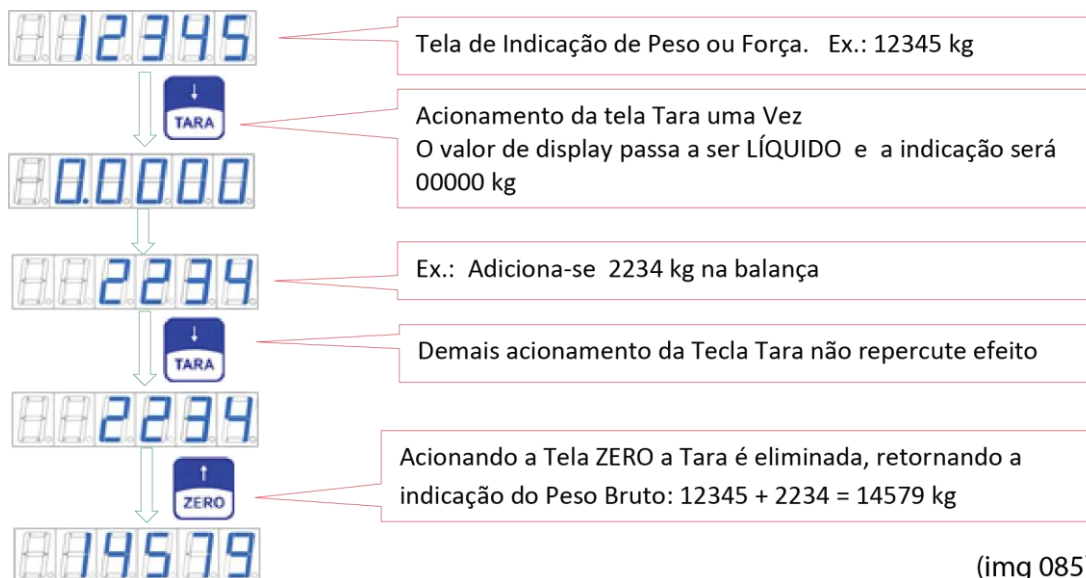 12345
Tela de Indicação de Peso ou Força. Ex.: 12345 kg
TARA
Acionamento da tela Tara uma Vez
O valor de display passa a ser LÍQUIDO e a indicação será
00000 kg
0.0000
2234
Ex.: Adiciona-se 2234 kg na balança
TARA
Demais acionamento da Tecla Tara não repercute efeito
2234
ZERO
Acionando a Tela ZERO a Tara é eliminada, retornando a
indicação do Peso Bruto: 12345 + 2234 = 14579 kg
14579
(img 085)